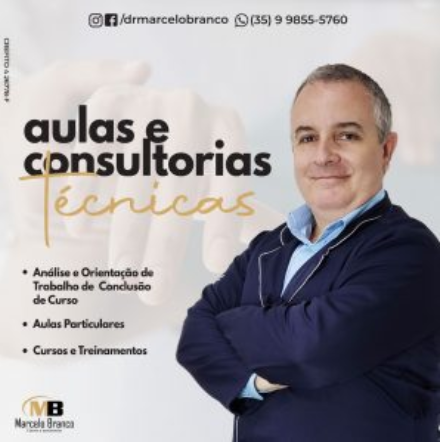 /drmarcelobranco (35) 9 9855-5760
aulas e
consultorias
técnicas
• Análise e Orientação de
Trabalho de Conclusão
de Curso
• Aulas Particulares
• Cursos e Treinamentos
MB
Marcelo Branco